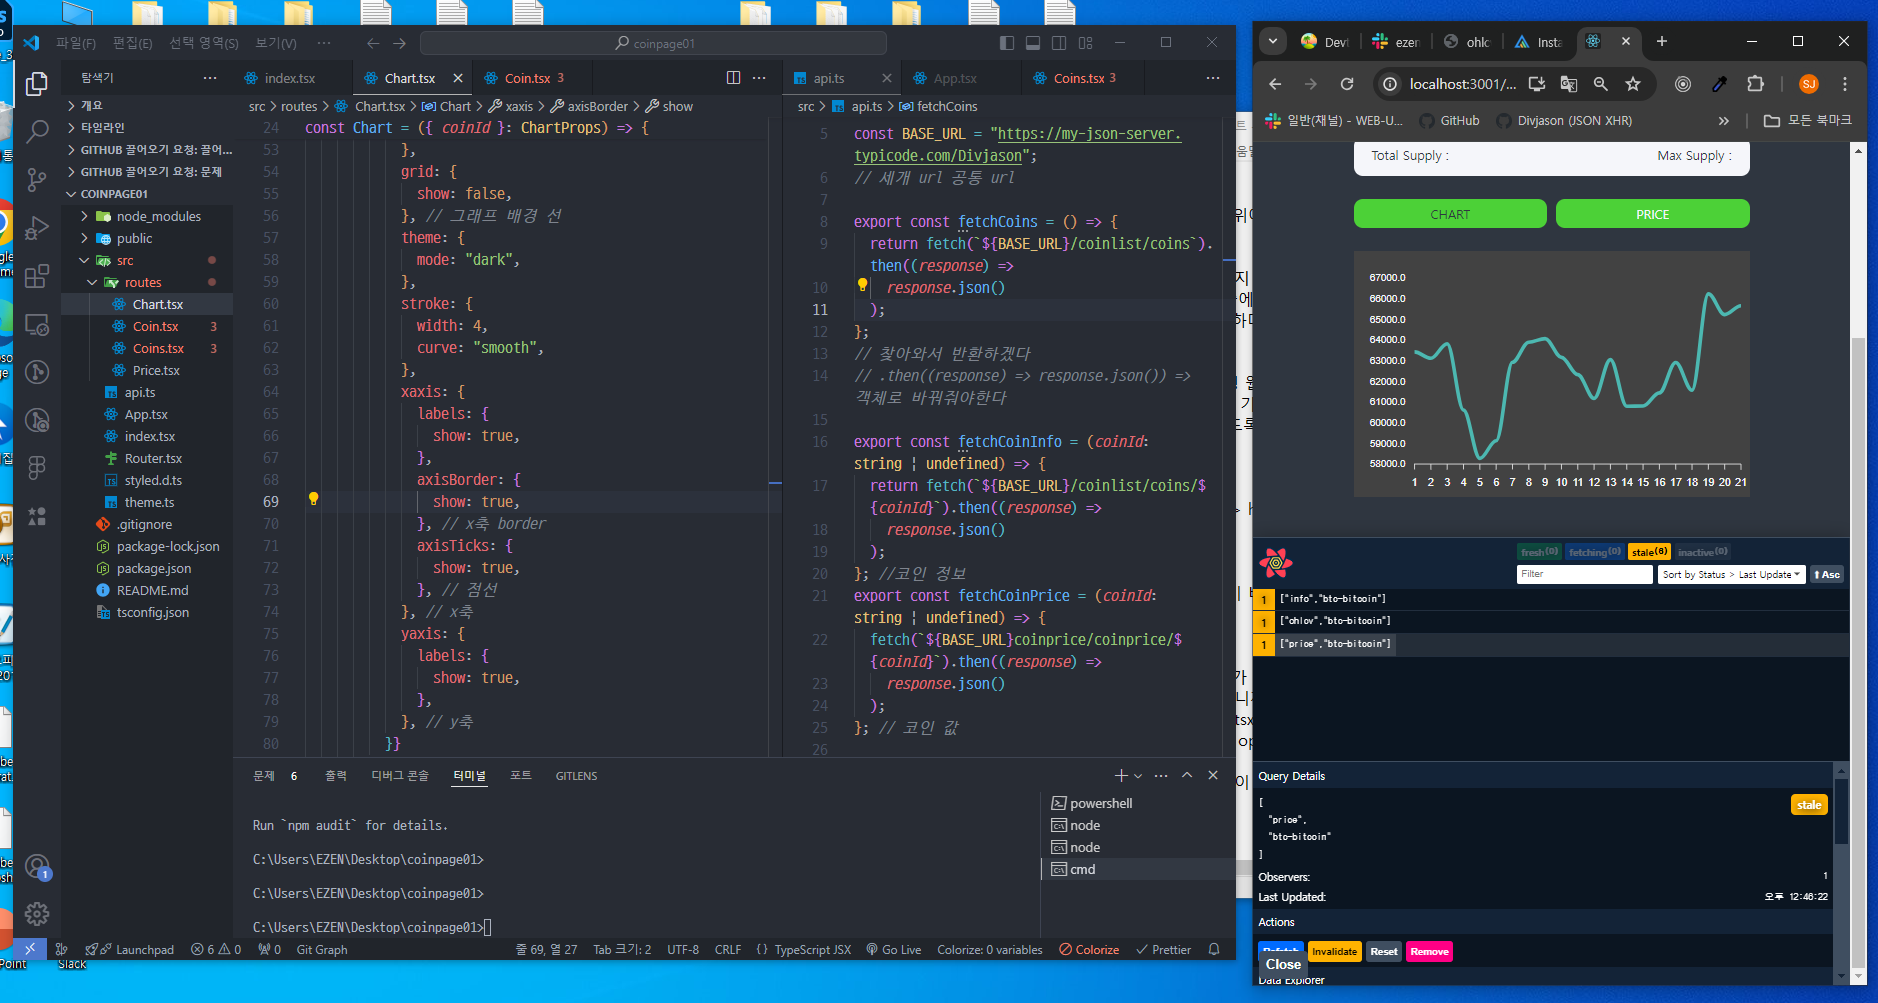 파일(F) 편집(E) 선택 영역(S) 보기(V) ··· coinpage01
탐색기
개요
타임라인
GITHUB 끌어오기 요청: 끌어...
GITHUB 끌어오기 요청: 문제
COINPAGE01
node_modules
public
src
routes
Chart.tsx
Coin.tsx 3
Coins.tsx 3
Price.tsx
api.ts
App.tsx
index.tsx
Router.tsx
styled.d.ts
theme.ts
.gitignore
package-lock.json
package.json
README.md
tsconfig.json
index.tsx Chart.tsx Coin.tsx 3
src > routes > Chart.tsx > Chart > xaxis > axisBorder > show
24 const Chart = ({ coinId }: ChartProps) => {
53 },
54 grid: {
55 show: false,
56 }, // 그래프 배경 선
57 theme: {
58 mode: "dark",
59 },
60 stroke: {
61 width: 4,
62 curve: "smooth",
63 },
64 xaxis: {
65 labels: {
66 show: true,
67 },
68 axisBorder: {
69 show: true,
70 }, // x축 border
71 axisTicks: {
72 show: true,
73 }, // 점선
74 }, // x축
75 yaxis: {
76 labels: {
77 show: true,
78 },
79 }, // y축
80 }}
api.ts App.tsx Coins.tsx 3
src > api.ts > fetchCoins
5 const BASE_URL = "https://my-json-server.
typicode.com/Divjason";
6 // 세개 url 공통 url
7
8 export const fetchCoins = () => {
9 return fetch(`${BASE_URL}/coinlist/coins`).
then((response) =>
10 response.json()
11 );
12 };
13 // 찾아와서 반환하겠다
14 // .then((response) => response.json()) =>
객체로 바꿔줘야한다
15
16 export const fetchCoinInfo = (coinId:
string | undefined) => {
17 return fetch(`${BASE_URL}/coinlist/coins/$
{coinId}`).then((response) =>
18 response.json()
19 );
20 }; //코인 정보
21 export const fetchCoinPrice = (coinId:
string | undefined) => {
22 fetch(`${BASE_URL}coinprice/coinprice/$
{coinId}`).then((response) =>
23 response.json()
24 );
25 }; // 코인 값
26
문제 6 출력 디버그 콘솔 터미널 포트 GITLENS
Run `npm audit` for details.
C:\Users\EZEN\Desktop\coinpage01>
C:\Users\EZEN\Desktop\coinpage01>
C:\Users\EZEN\Desktop\coinpage01>
powershell
node
node
cmd
Launchpad 6 0 0 Git Graph 줄 69, 열 27 Tab 크기: 2 UTF-8 CRLF {} TypeScript JSX Go Live Colorize: 0 variables Colorize Prettier
Slack
Devt ezen ohlc Insta
localhost:3001/...
SJ
일반(채널) - WEB-U... GitHub Divjason (JSON XHR) » 모든 북마크
Total Supply : Max Supply :
CHART PRICE
67000.0
66000.0
65000.0
64000.0
63000.0
62000.0
61000.0
60000.0
59000.0
58000.0
1 2 3 4 5 6 7 8 9 10 11 12 13 14 15 16 17 18 19 20 21
fresh (0) fetching (0) stale (8) inactive (0)
Filter Sort by Status > Last Update Asc
1 ["info","btc-bitcoin"]
1 ["ohlcv","btc-bitcoin"]
1 ["price","btc-bitcoin"]
Query Details
[
"price",
"btc-bitcoin"
]
stale
Observers: 1
Last Updated: 오후 12:46:22
Actions
Refetch Invalidate Reset Remove
Close
Data Explorer